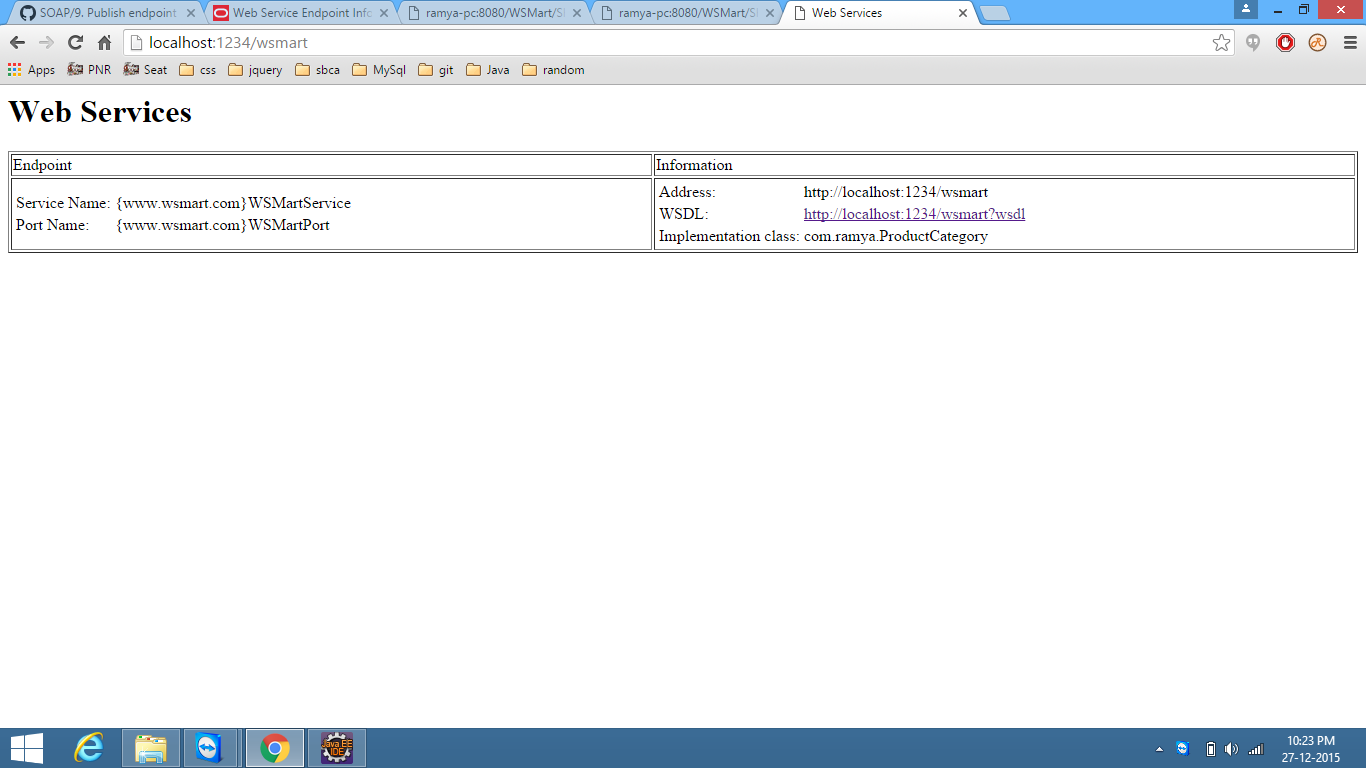 SOAP/9. Publish endpoint
Web Service Endpoint Info
ramya-pc:8080/WSMart/Sh
ramya-pc:8080/WSMart/Sh
Web Services
localhost:1234/wsmart
Apps
PNR
Seat
css
jquery
sbca
MySql
git
Java
random
Web Services
Endpoint
Information
Service Name: {www.wsmart.com}WSMartService
Port Name: {www.wsmart.com}WSMartPort
Address: http://localhost:1234/wsmart
WSDL: http://localhost:1234/wsmart?wsdl
Implementation class: com.ramya.ProductCategory
Java EE
IDE
10:23 PM
27-12-2015